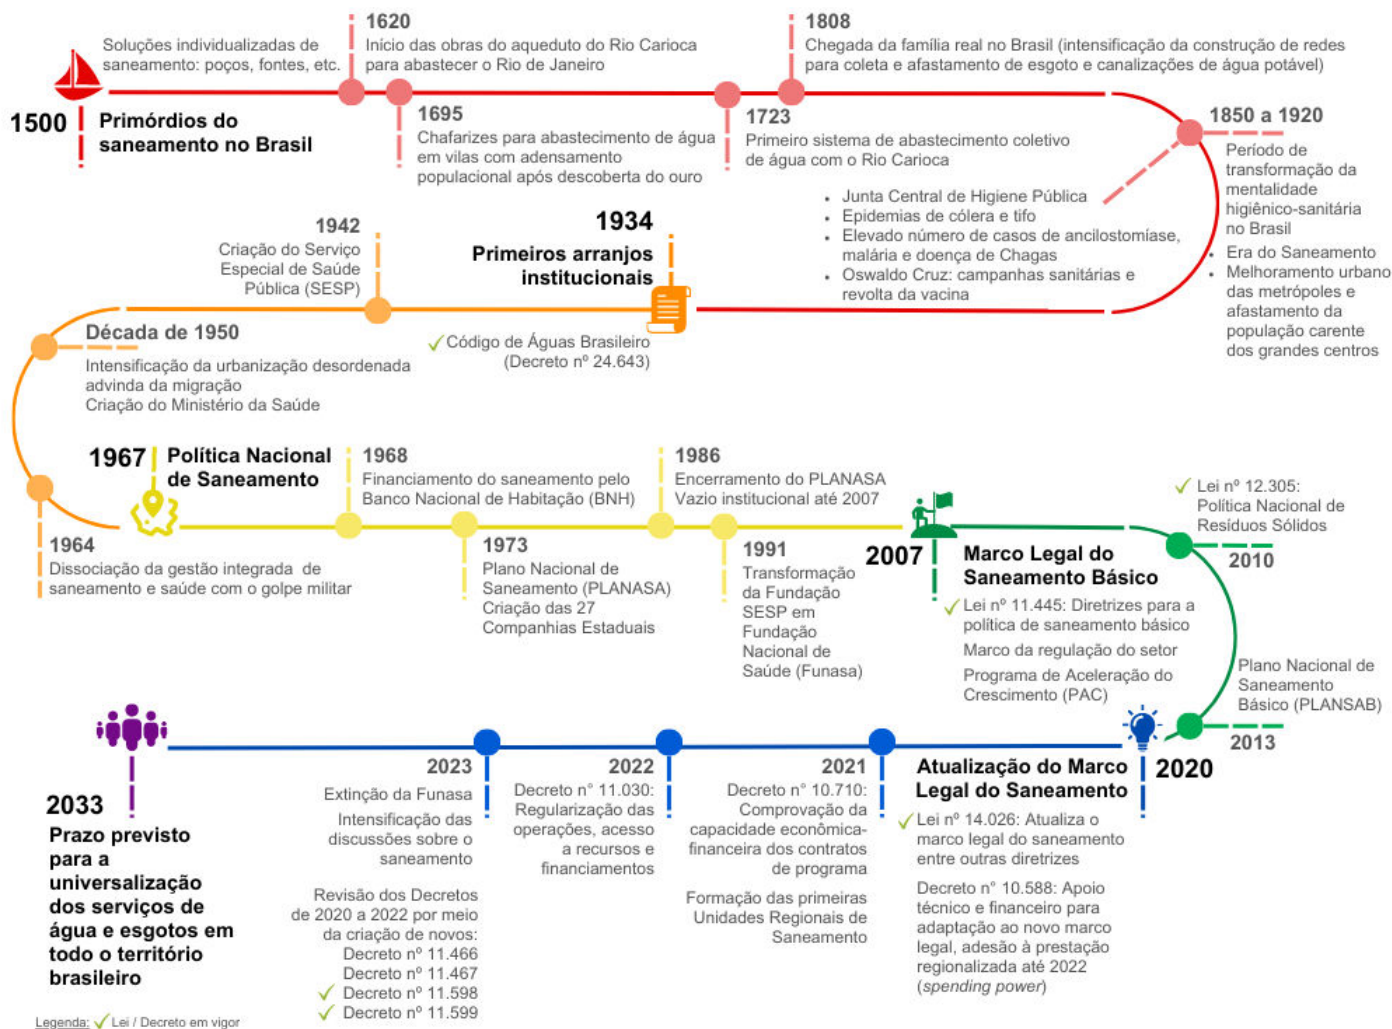 1500
Primórdios do
saneamento no Brasil
Soluções individualizadas de
saneamento: poços, fontes, etc.
1620
Início das obras do aqueduto do Rio Carioca
para abastecer o Rio de Janeiro
1695
Chafarizes para abastecimento de água
em vilas com adensamento
populacional após descoberta do ouro
1723
Primeiro sistema de abastecimento coletivo
de água com o Rio Carioca
1808
Chegada da família real no Brasil (intensificação da construção de redes
para coleta e afastamento de esgoto e canalizações de água potável)
1850 a 1920
Período de
transformação da
mentalidade
higiênico-sanitária
no Brasil
• Era do Saneamento
• Melhoramento urbano
das metrópoles e
afastamento da
população carente
dos grandes centros
• Junta Central de Higiene Pública
• Epidemias de cólera e tifo
• Elevado número de casos de ancilostomíase,
malária e doença de Chagas
• Oswaldo Cruz: campanhas sanitárias e
revolta da vacina
1934
Primeiros arranjos
institucionais
✓ Código de Águas Brasileiro
(Decreto nº 24.643)
1942
Criação do Serviço
Especial de Saúde
Pública (SESP)
Década de 1950
Intensificação da urbanização desordenada
advinda da migração
Criação do Ministério da Saúde
1964
Dissociação da gestão integrada de
saneamento e saúde com o golpe militar
1967
Política Nacional
de Saneamento
1968
Financiamento do saneamento pelo
Banco Nacional de Habitação (BNH)
1973
Plano Nacional de
Saneamento (PLANASA)
Criação das 27
Companhias Estaduais
1986
Encerramento do PLANASA
Vazio institucional até 2007
1991
Transformação
da Fundação
SESP em
Fundação
Nacional de
Saúde (Funasa)
2007
Marco Legal do
Saneamento Básico
✓ Lei nº 11.445: Diretrizes para a
política de saneamento básico
Marco da regulação do setor
Programa de Aceleração do
Crescimento (PAC)
✓ Lei nº 12.305:
Política Nacional de
Resíduos Sólidos
2010
Plano Nacional de
Saneamento
Básico (PLANSAB)
2013
2020
Atualização do Marco
Legal do Saneamento
✓ Lei nº 14.026: Atualiza o
marco legal do saneamento
entre outras diretrizes
Decreto n° 10.588: Apoio
técnico e financeiro para
adaptação ao novo marco
legal, adesão à prestação
regionalizada até 2022
(spending power)
2021
Decreto n° 10.710:
Comprovação da
capacidade econômica-
financeira dos contratos
de programa
Formação das primeiras
Unidades Regionais de
Saneamento
2022
Decreto n° 11.030:
Regularização das
operações, acesso
a recursos e
financiamentos
2023
Extinção da Funasa
Intensificação das
discussões sobre o
saneamento
Revisão dos Decretos
de 2020 a 2022 por meio
da criação de novos:
Decreto nº 11.466
Decreto nº 11.467
✓ Decreto nº 11.598
✓ Decreto nº 11.599
2033
Prazo previsto
para a
universalização
dos serviços de
água e esgotos em
todo o território
brasileiro
Legenda: ✓ Lei / Decreto em vigor